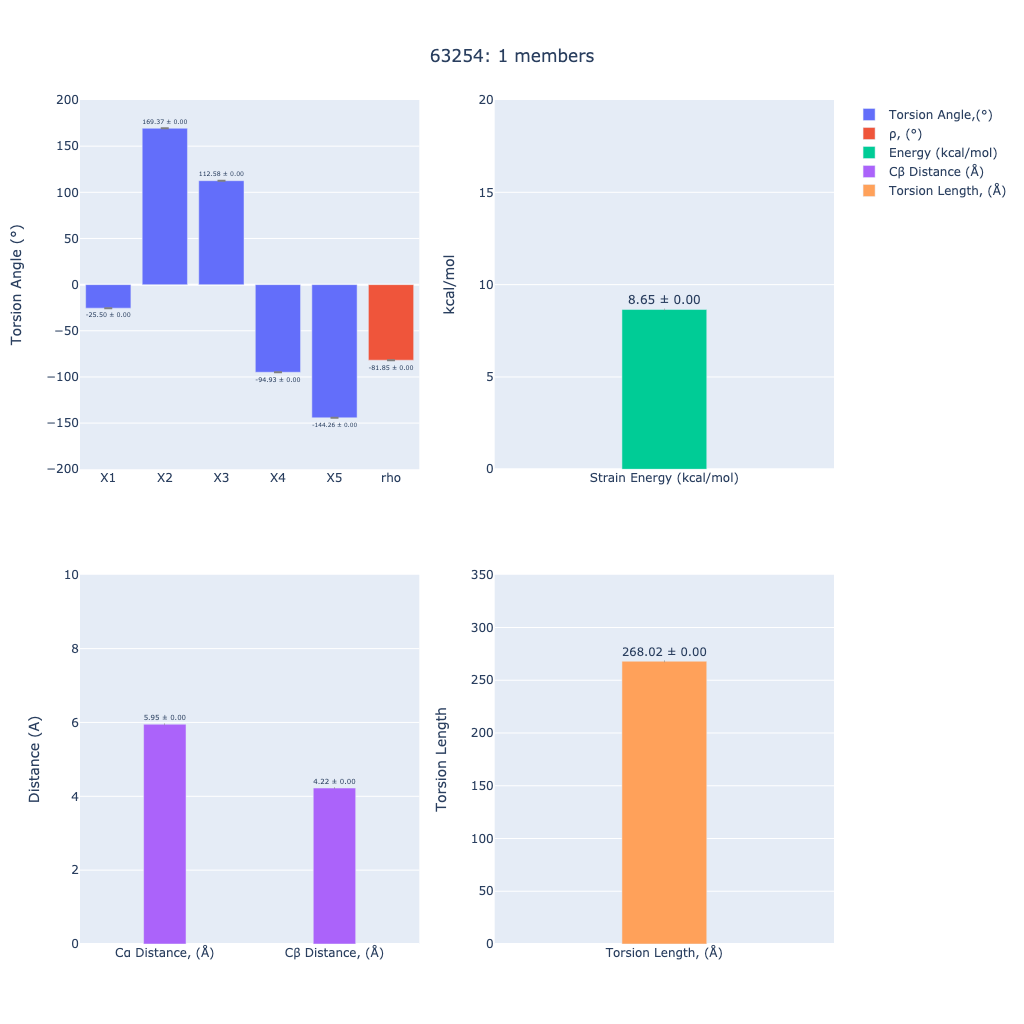 63254: 1 members
200
150
100
50
0
−50
−100
−150
−200
Torsion Angle (°)
169.37 ± 0.00
112.58 ± 0.00
-25.50 ± 0.00
-94.93 ± 0.00
-144.26 ± 0.00
-81.85 ± 0.00
X1 X2 X3 X4 X5 rho
20
15
10
5
0
kcal/mol
8.65 ± 0.00
Strain Energy (kcal/mol)
Torsion Angle,(°)
ρ, (°)
Energy (kcal/mol)
Cβ Distance (Å)
Torsion Length, (Å)
10
8
6
4
2
0
Distance (A)
5.95 ± 0.00
4.22 ± 0.00
Cα Distance, (Å) Cβ Distance, (Å)
350
300
250
200
150
100
50
0
Torsion Length
268.02 ± 0.00
Torsion Length, (Å)